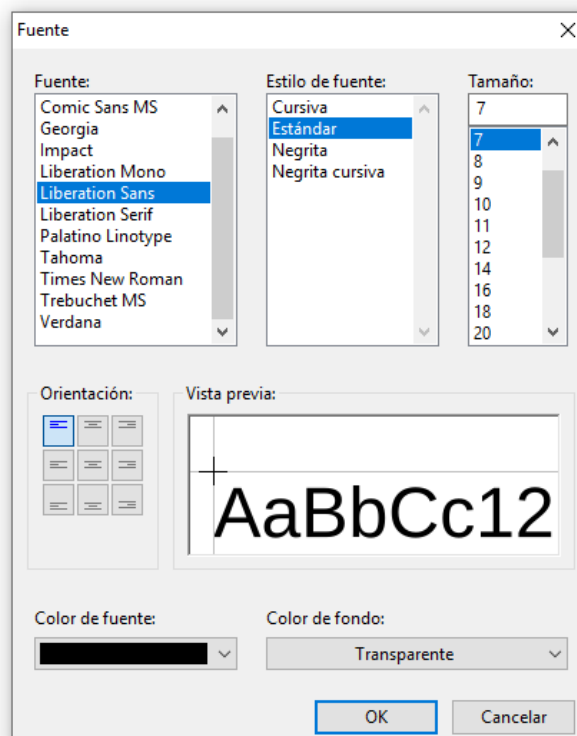 Fuente
Fuente:
Comic Sans MS
Georgia
Impact
Liberation Mono
Liberation Sans
Liberation Serif
Palatino Linotype
Tahoma
Times New Roman
Trebuchet MS
Verdana
Estilo de fuente:
Cursiva
Estándar
Negrita
Negrita cursiva
Tamaño:
7
7
8
9
10
11
12
14
16
18
20
Orientación:
Vista previa:
AaBbCc12
Color de fuente:
Color de fondo:
Transparente
OK
Cancelar